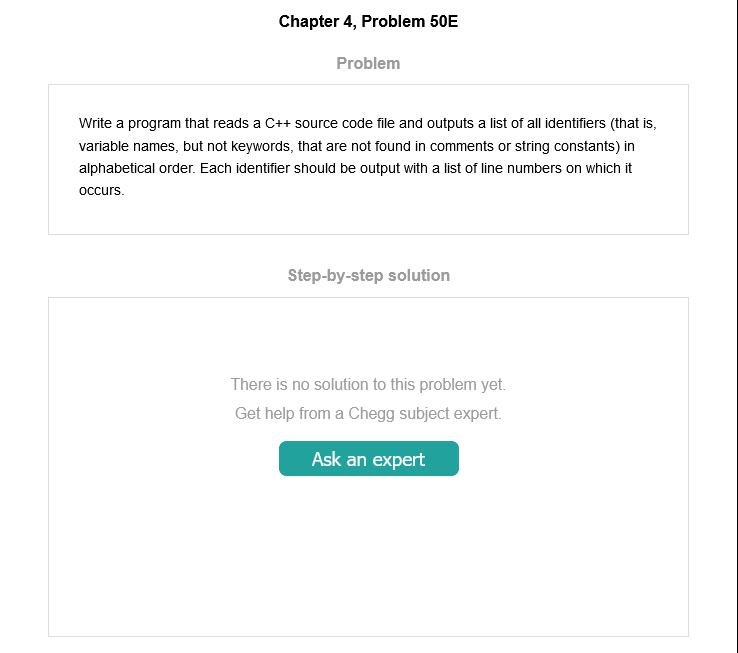 Chapter 4, Problem 50E
Problem
Write a program that reads a C++ source code file and outputs a list of all identifiers (that is,
variable names, but not keywords, that are not found in comments or string constants) in
alphabetical order. Each identifier should be output with a list of line numbers on which it
occurs.
Step-by-step solution
There is no solution to this problem yet.
Get help from a Chegg subject expert.
Ask an expert